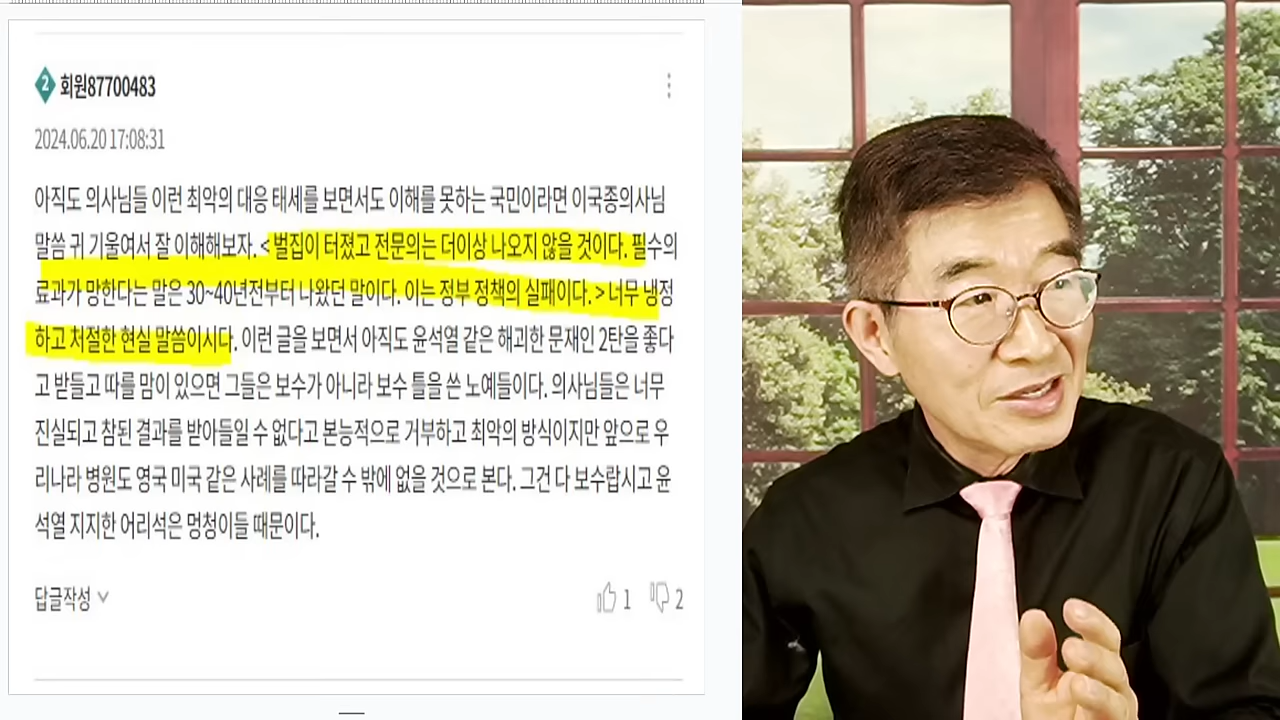 2 회원87700483
2024.06.20 17:08:31
아직도 의사님들 이런 최악의 대응 태세를 보면서도 이해를 못하는 국민이라면 이국종의사님
말씀 귀 기울여서 잘 이해해보자. < 벌집이 터졌고 전문의는 더이상 나오지 않을 것이다. 필수의
료과가 망한다는 말은 30~40년전부터 나왔던 말이다. 이는 정부 정책의 실패이다. > 너무 냉정
하고 처절한 현실 말씀이시다. 이런 글을 보면서 아직도 윤석열 같은 해괴한 문재인 2탄을 좋다
고 받들고 따를 맘이 있으면 그들은 보수가 아니라 보수 틀을 쓴 노예들이다. 의사님들은 너무
진실되고 참된 결과를 받아들일 수 없다고 본능적으로 거부하고 최악의 방식이지만 앞으로 우
리나라 병원도 영국 미국 같은 사례를 따라갈 수 밖에 없을 것으로 본다. 그건 다 보수랍시고 윤
석열 지지한 어리석은 멍청이들 때문이다.
답글작성
1 2